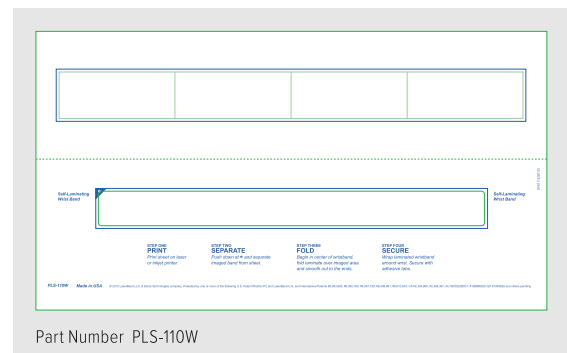 Self-Laminating
Wrist Band
Self-Laminating
Wrist Band
STEP ONE
PRINT
Print sheet on laser
or inkjet printer.
STEP TWO
SEPARATE
Push down at and separate
imaged band from sheet.
STEP THREE
FOLD
Begin in center of wristband,
fold laminate over imaged area
and smooth out to the ends.
STEP FOUR
SECURE
Wrap laminated wristband
around wrist. Secure with
adhesive tabs.
PLS-110W Made in USA
Part Number PLS-110W